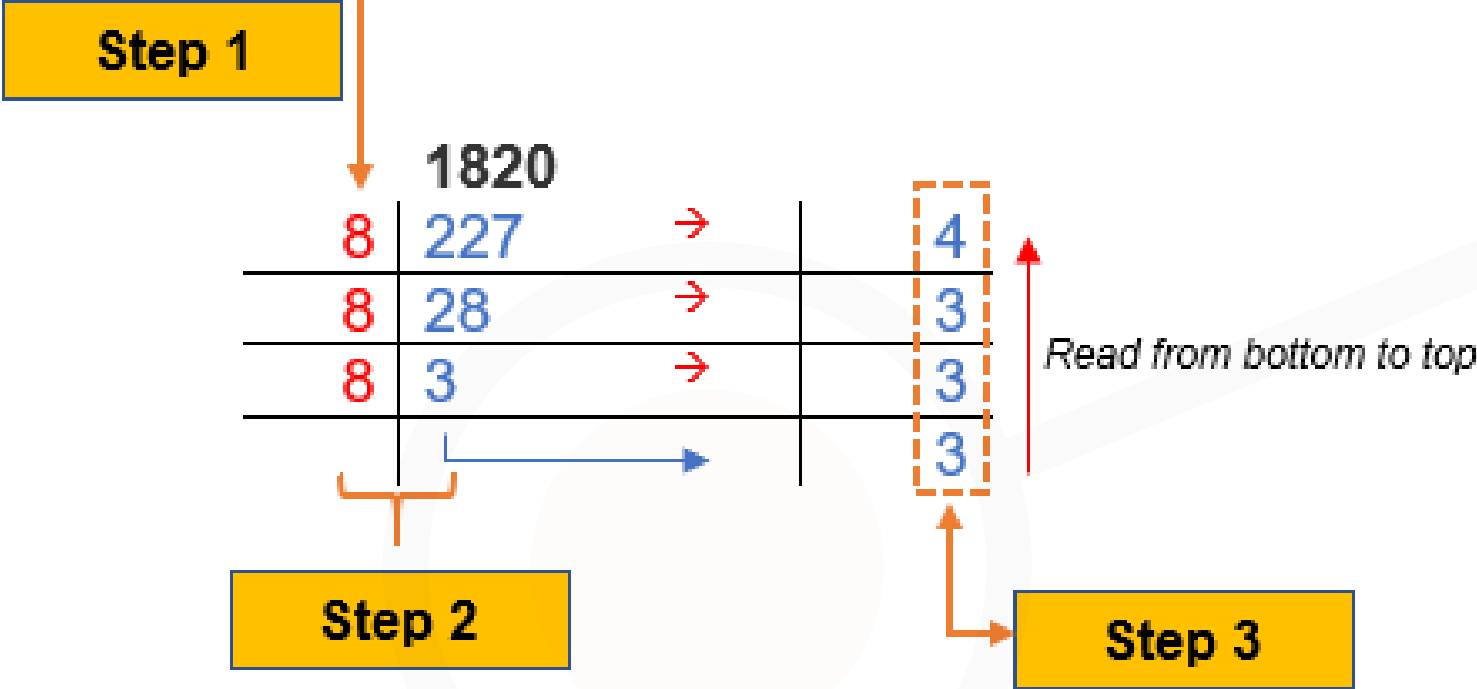 Step 1
1820
8 227 → 4
8 28 → 3
8 3 → 3
3
Read from bottom to top
Step 2
Step 3